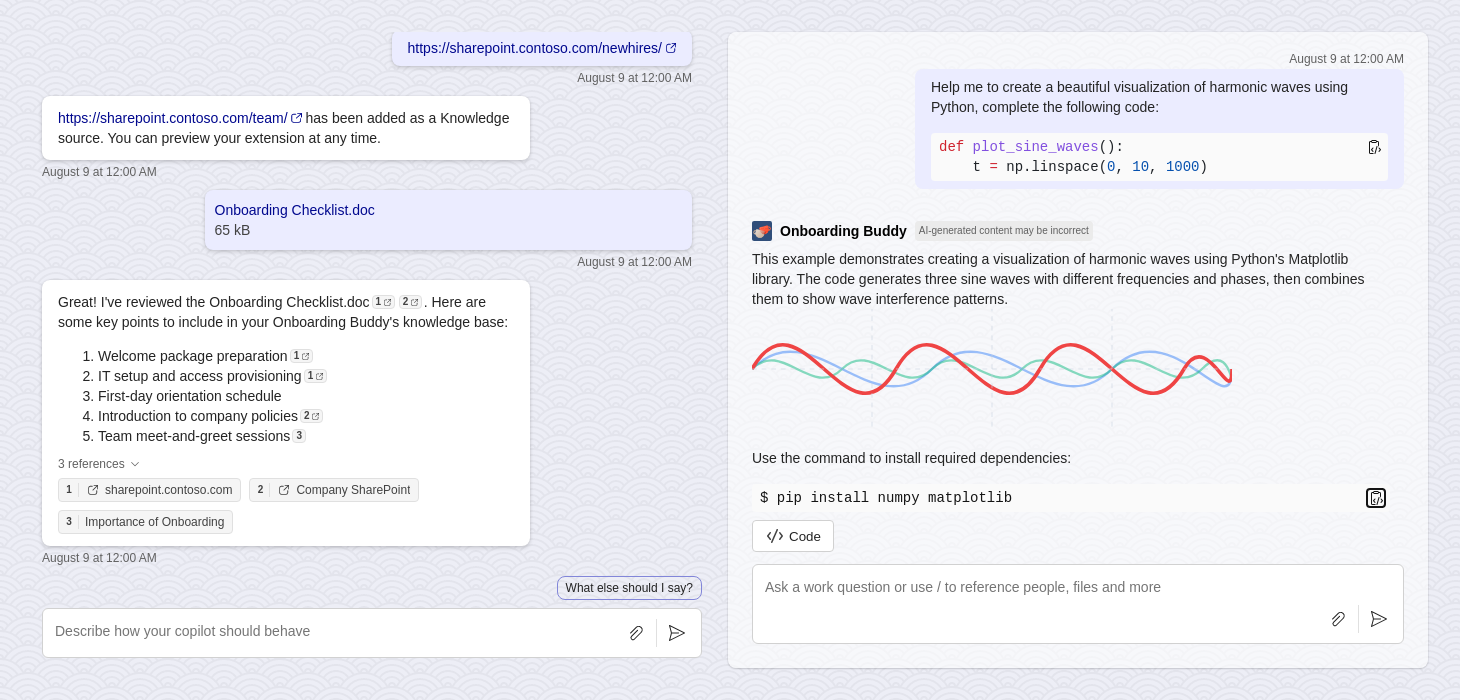 https://sharepoint.contoso.com/newhires/
August 9 at 12:00 AM
https://sharepoint.contoso.com/team/ has been added as a Knowledge
source. You can preview your extension at any time.
August 9 at 12:00 AM
Onboarding Checklist.doc
65 kB
August 9 at 12:00 AM
Great! I've reviewed the Onboarding Checklist.doc 1 2 . Here are
some key points to include in your Onboarding Buddy's knowledge base:
1. Welcome package preparation 1
2. IT setup and access provisioning 1
3. First-day orientation schedule
4. Introduction to company policies 2
5. Team meet-and-greet sessions 3
3 references
1 sharepoint.contoso.com 2 Company SharePoint
3 Importance of Onboarding
August 9 at 12:00 AM
What else should I say?
Describe how your copilot should behave
August 9 at 12:00 AM
Help me to create a beautiful visualization of harmonic waves using
Python, complete the following code:
def plot_sine_waves():
    t = np.linspace(0, 10, 1000)
Onboarding Buddy AI-generated content may be incorrect
This example demonstrates creating a visualization of harmonic waves using Python's Matplotlib
library. The code generates three sine waves with different frequencies and phases, then combines
them to show wave interference patterns.
Use the command to install required dependencies:
$ pip install numpy matplotlib
Code
Ask a work question or use / to reference people, files and more